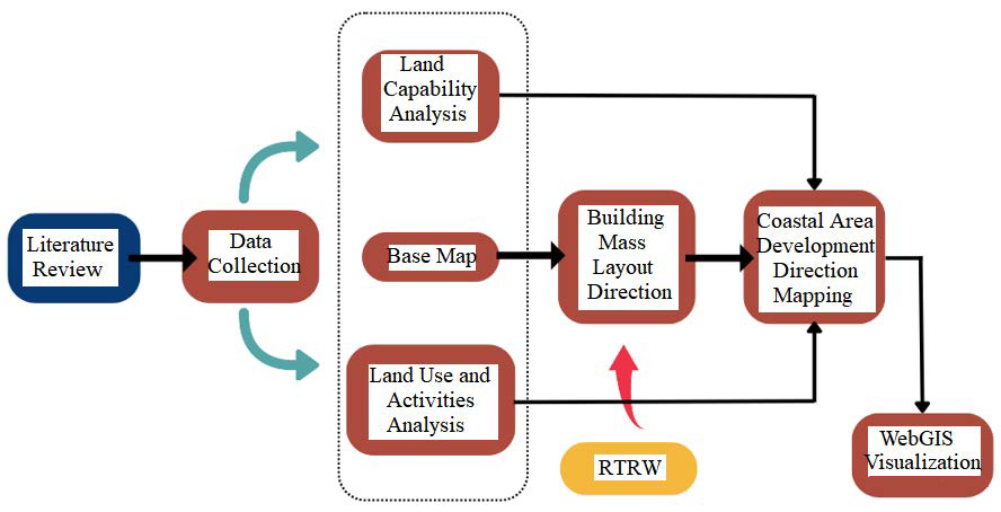 Literature
Review
Data
Collection
Land
Capability
Analysis
Base Map
Land Use and
Activities
Analysis
Building
Mass
Layout
Direction
RTRW
Coastal Area
Development
Direction
Mapping
WebGIS
Visualization